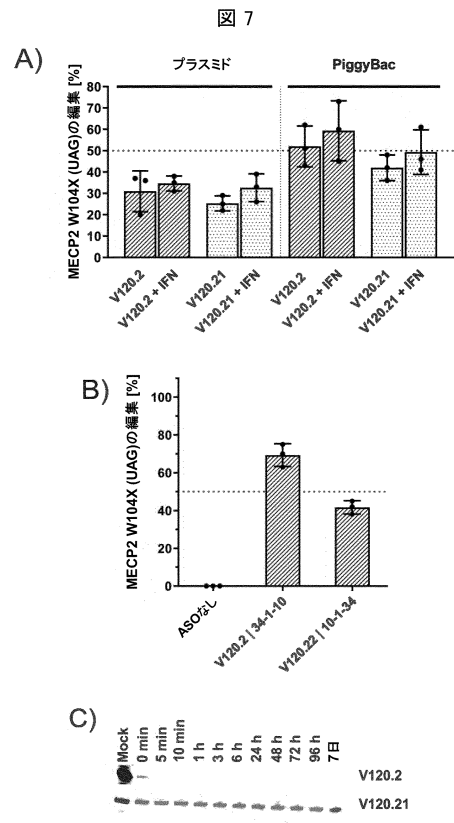 図 7
A)
プラスミド
PiggyBac
MECP2 W104X (UAG)の編集 [%]
80
70
60
50
40
30
20
10
0
V120.2
V120.2 + IFN
V120.21
V120.21 + IFN
V120.2
V120.2 + IFN
V120.21
V120.21 + IFN
B)
MECP2 W104X (UAG)の編集 [%]
100
80
60
40
20
0
ASOなし
V120.2 | 34-1-10
V120.22 | 10-1-34
C)
Mock
0 min
5 min
10 min
1 h
3 h
6 h
24 h
48 h
72 h
96 h
7日
V120.2
V120.21